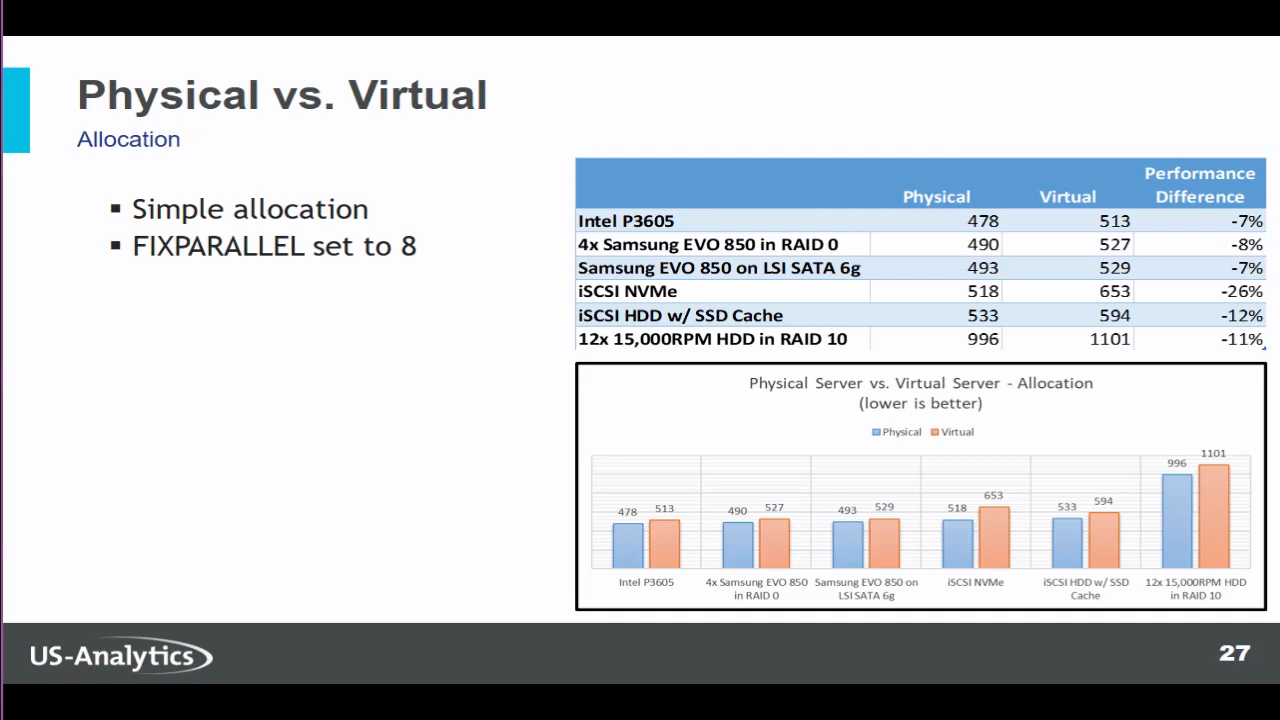 Physical vs. Virtual
Allocation
▪ Simple allocation
▪ FIXPARALLEL set to 8
Physical Virtual Performance Difference
Intel P3605 478 513 -7%
4x Samsung EVO 850 in RAID 0 490 527 -8%
Samsung EVO 850 on LSI SATA 6g 493 529 -7%
iSCSI NVMe 518 653 -26%
iSCSI HDD w/ SSD Cache 533 594 -12%
12x 15,000RPM HDD in RAID 10 996 1101 -11%
Physical Server vs. Virtual Server - Allocation
(lower is better)
Physical Virtual
478 513 490 527 493 529 518 653 533 594 996 1101
Intel P3605
4x Samsung EVO 850
in RAID 0
Samsung EVO 850 on
LSI SATA 6g
iSCSI NVMe
iSCSI HDD w/ SSD
Cache
12x 15,000RPM HDD
in RAID 10
US-Analytics
27